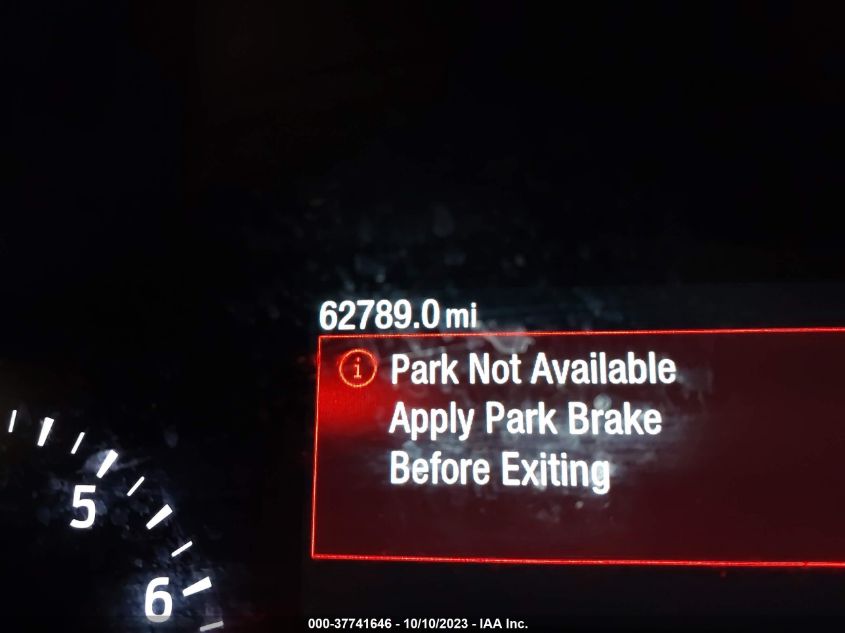 62789.0 mi
i Park Not Available
Apply Park Brake
Before Exiting
5
6
000-37741646 - 10/10/2023 - IAA Inc.